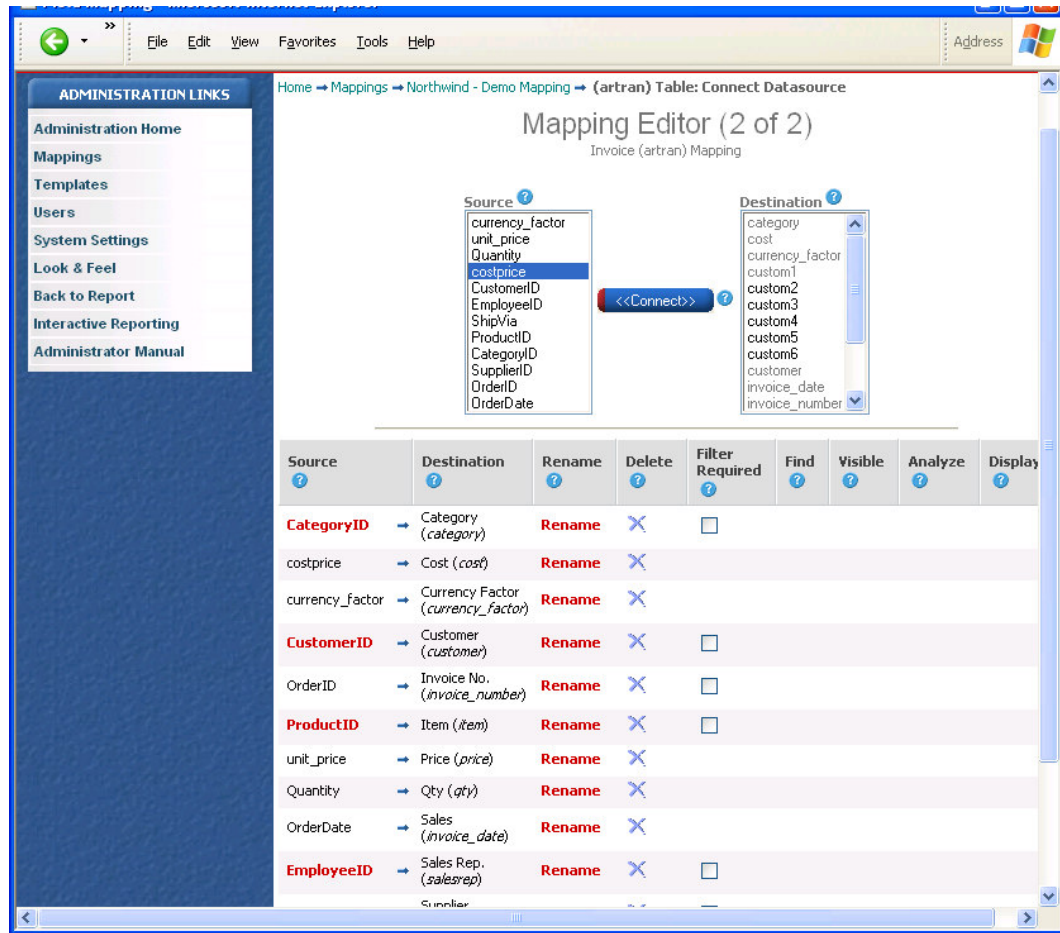 File Edit View Favorites Tools Help
Address
ADMINISTRATION LINKS
Administration Home
Mappings
Templates
Users
System Settings
Look & Feel
Back to Report
Interactive Reporting
Administrator Manual
Home → Mappings → Northwind - Demo Mapping → (artran) Table: Connect Datasource
Mapping Editor (2 of 2)
Invoice (artran) Mapping
Source ?
currency_factor
unit_price
Quantity
costprice
CustomerID
EmployeeID
ShipVia
ProductID
CategoryID
SupplierID
OrderID
OrderDate
<<Connect>> ?
Destination ?
category
cost
currency_factor
custom1
custom2
custom3
custom4
custom5
custom6
customer
invoice_date
invoice_number
Source ? Destination ? Rename ? Delete ? Filter Required ? Find ? Visible ? Analyze ? Display ?
CategoryID → Category (category) Rename
costprice → Cost (cost) Rename
currency_factor → Currency Factor (currency_factor) Rename
CustomerID → Customer (customer) Rename
OrderID → Invoice No. (invoice_number) Rename
ProductID → Item (item) Rename
unit_price → Price (price) Rename
Quantity → Qty (qty) Rename
OrderDate → Sales (invoice_date) Rename
EmployeeID → Sales Rep. (salesrep) Rename